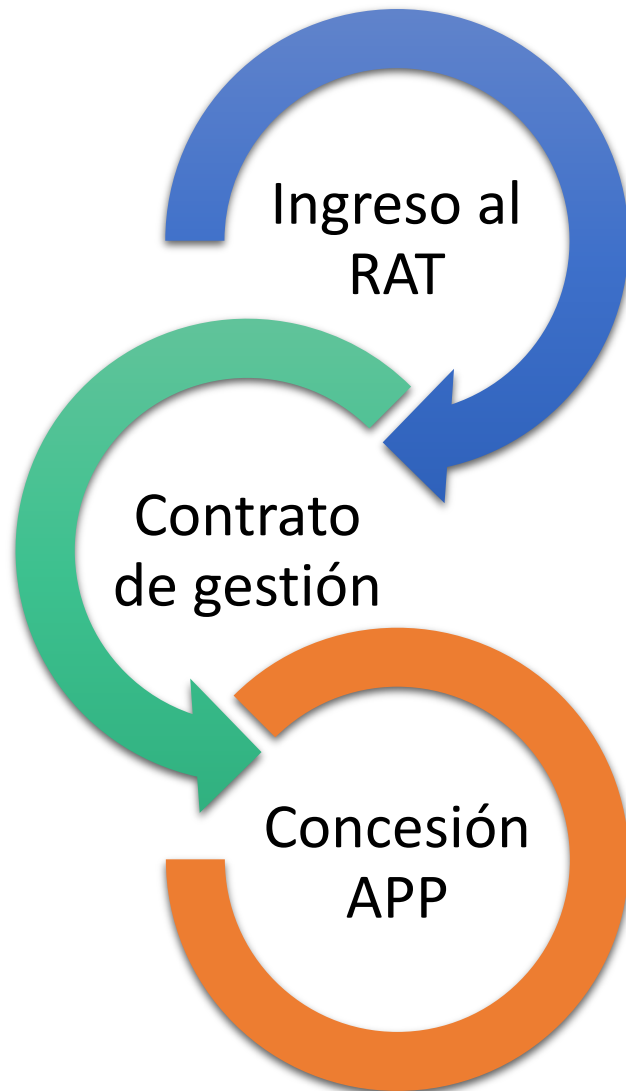 Ingreso al
RAT
Contrato
de gestión
Concesión
APP